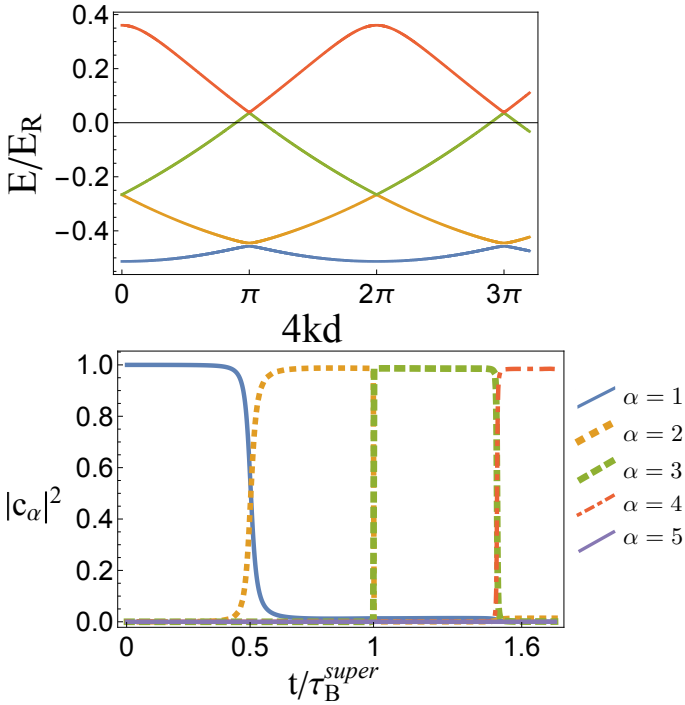 E/E_R
0.4
0.2
0.0
−0.2
−0.4
0 π 2π 3π
4kd
|c_α|²
1.0
0.8
0.6
0.4
0.2
0.0
0 0.5 1 1.6
t/τ_B^super
α = 1
α = 2
α = 3
α = 4
α = 5